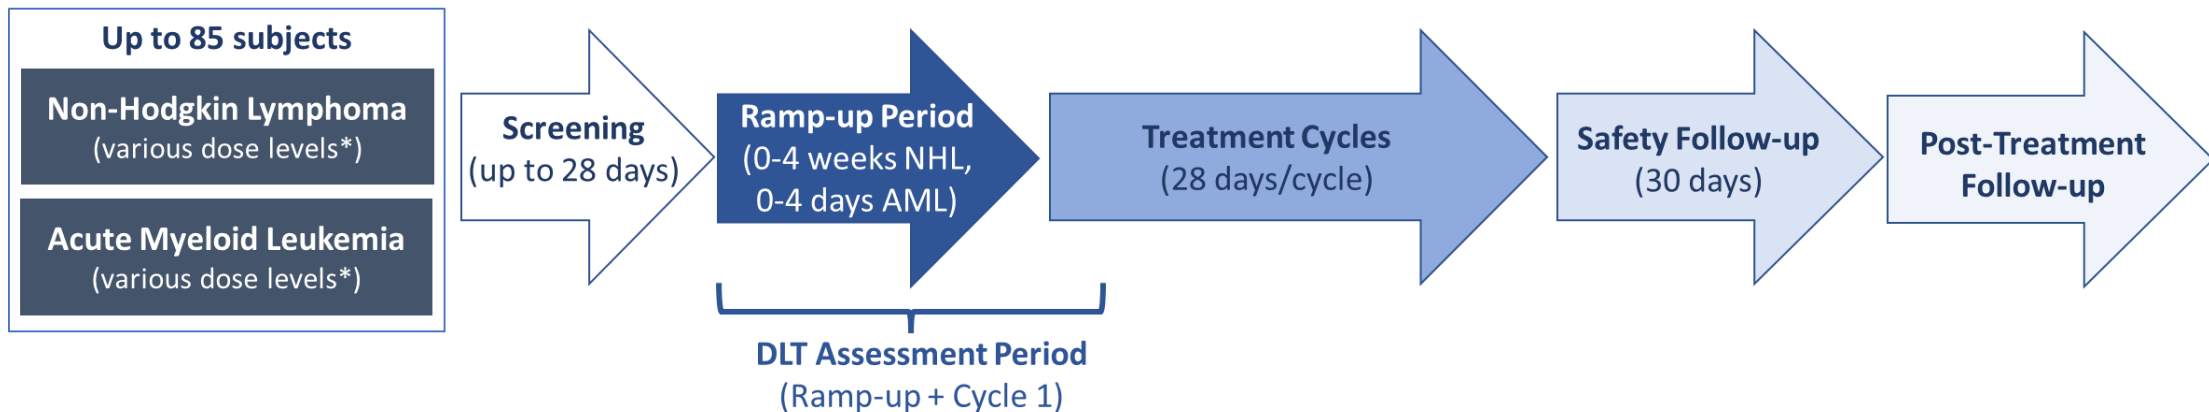 Up to 85 subjects
Non-Hodgkin Lymphoma
(various dose levels*)
Acute Myeloid Leukemia
(various dose levels*)
Screening
(up to 28 days)
Ramp-up Period
(0-4 weeks NHL,
0-4 days AML)
Treatment Cycles
(28 days/cycle)
Safety Follow-up
(30 days)
Post-Treatment
Follow-up
DLT Assessment Period
(Ramp-up + Cycle 1)